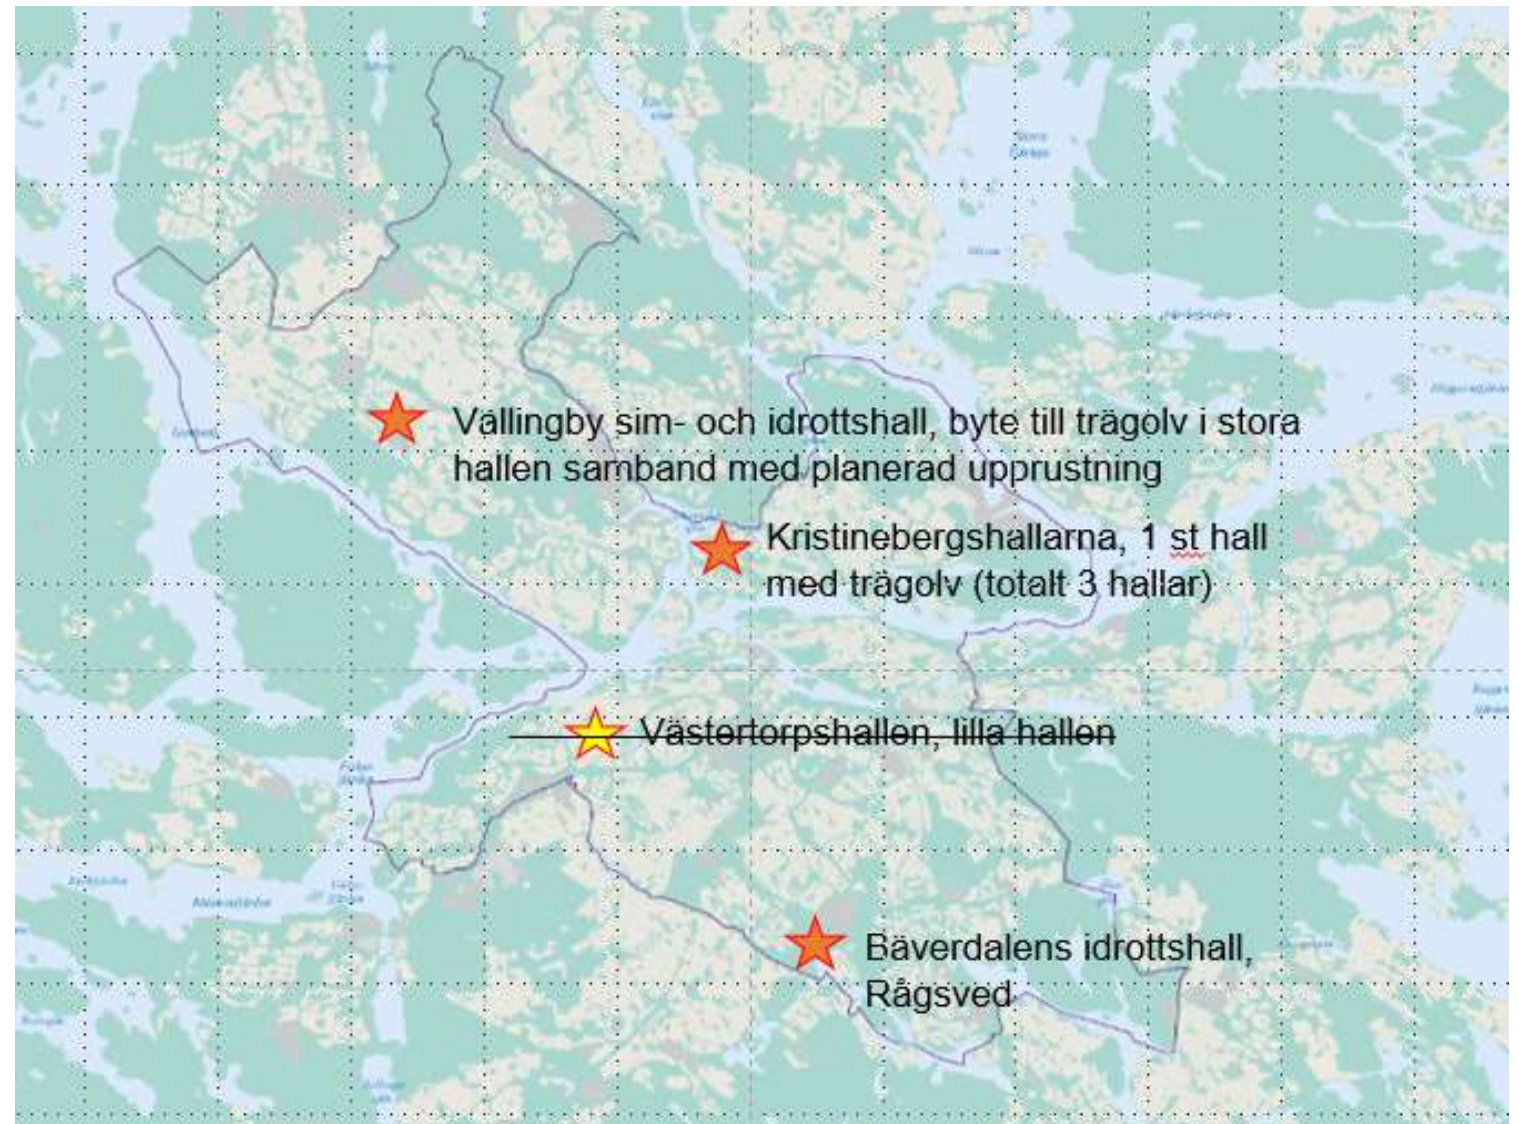 Vällingby sim- och idrottshall, byte till trägolv i stora
hallen samband med planerad upprustning
Kristinebergshallarna, 1 st hall
med trägolv (totalt 3 hallar)
Västertorpshallen, lilla hallen
Bäverdalens idrottshall,
Rågsved